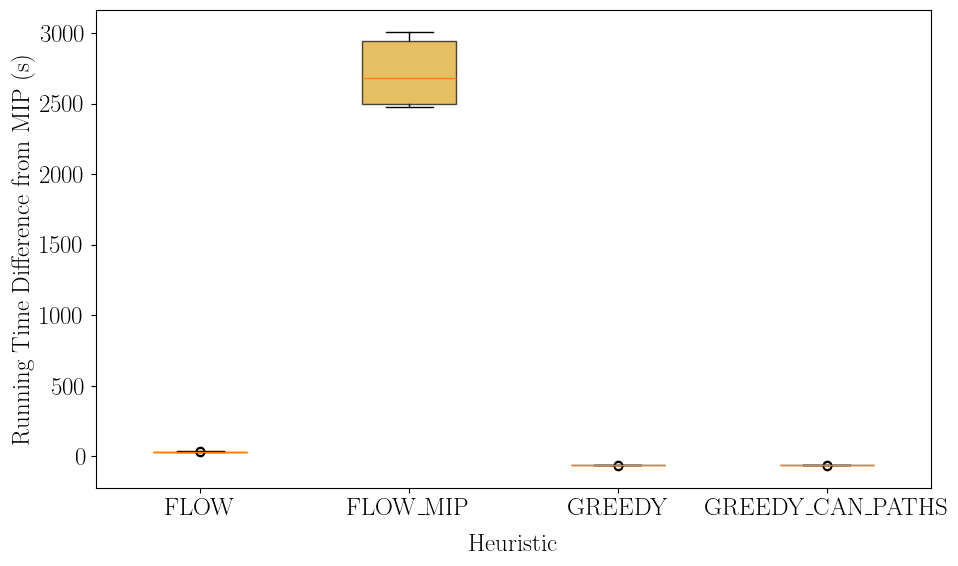 Running Time Difference from MIP (s)
3000
2500
2000
1500
1000
500
0
FLOW
FLOW_MIP
GREEDY
GREEDY_CAN_PATHS
Heuristic